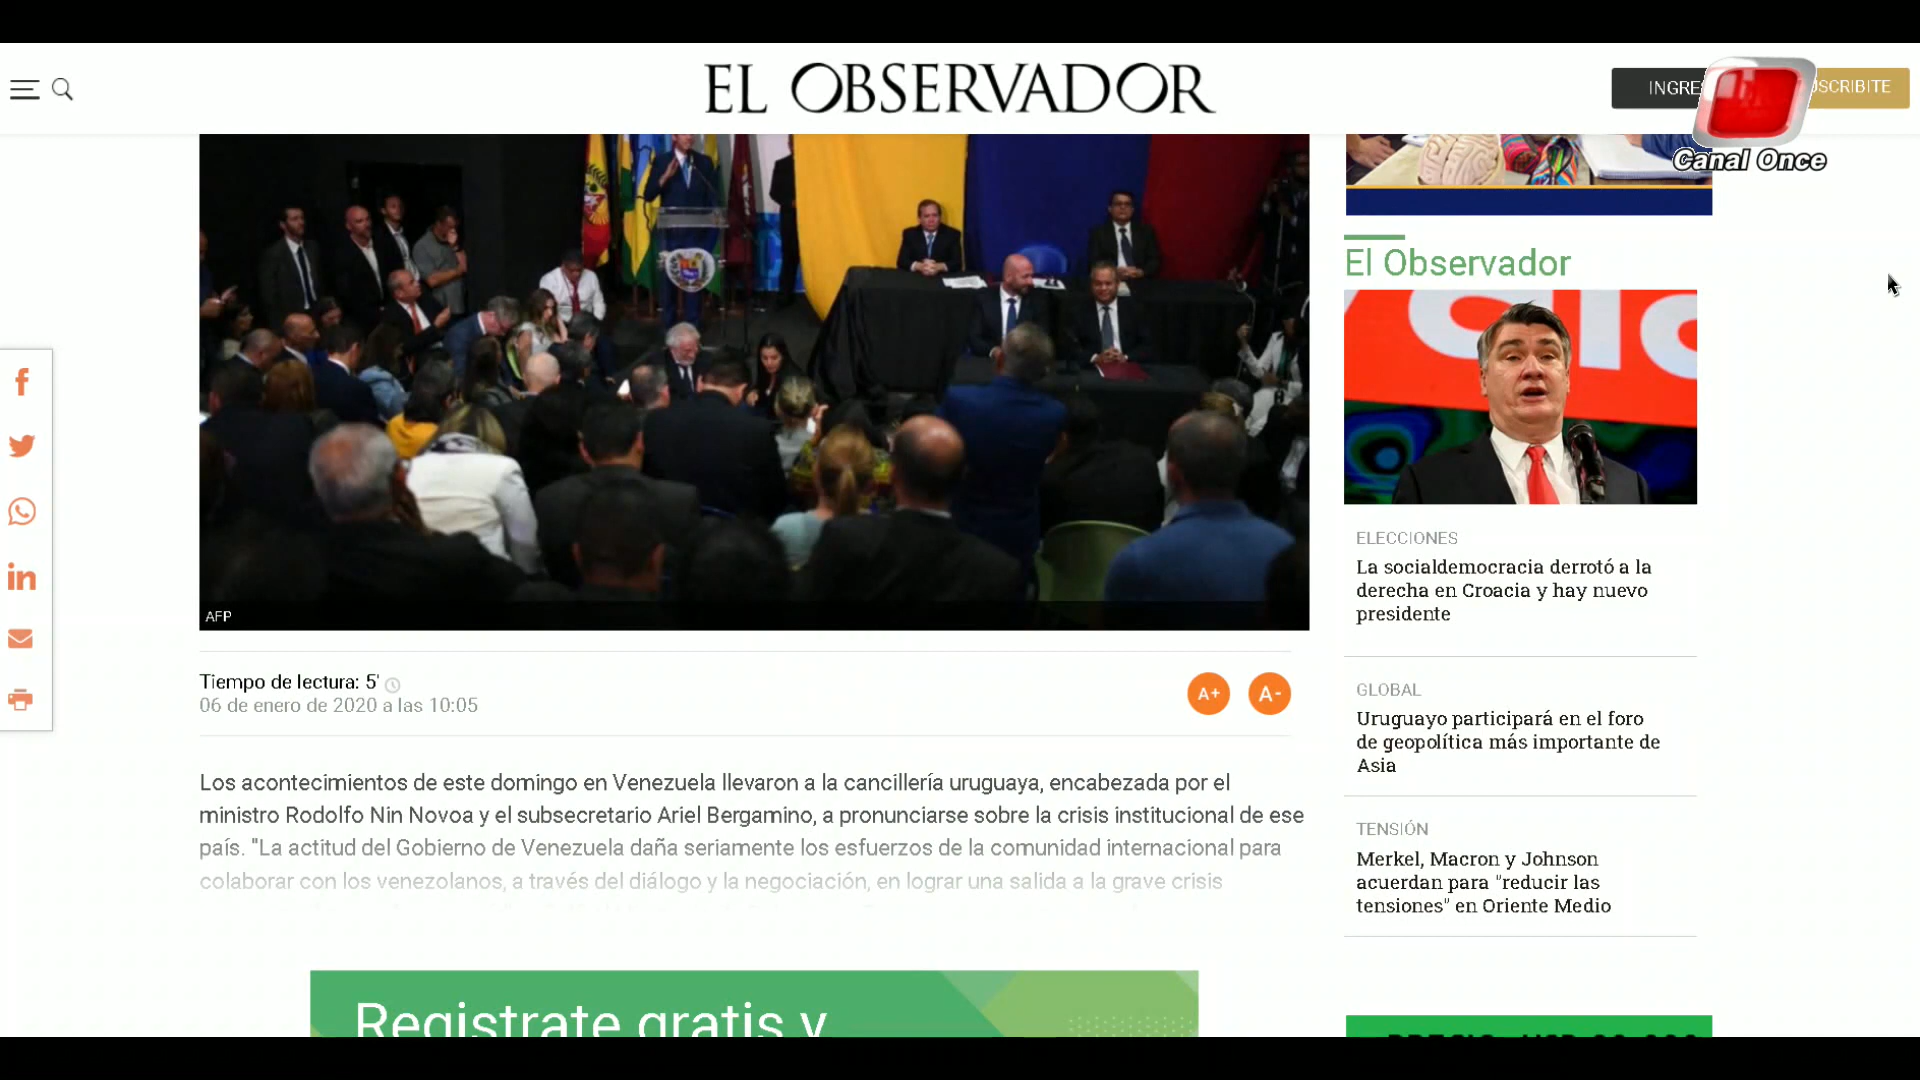 EL OBSERVADOR
INGRE
SCRIBITE
Canal Once
AFP
Tiempo de lectura: 5'
06 de enero de 2020 a las 10:05
A+
A-
Los acontecimientos de este domingo en Venezuela llevaron a la cancillería uruguaya, encabezada por el
ministro Rodolfo Nin Novoa y el subsecretario Ariel Bergamino, a pronunciarse sobre la crisis institucional de ese
país. "La actitud del Gobierno de Venezuela daña seriamente los esfuerzos de la comunidad internacional para
colaborar con los venezolanos, a través del diálogo y la negociación, en lograr una salida a la grave crisis
Registrate gratis y
El Observador
ELECCIONES
La socialdemocracia derrotó a la
derecha en Croacia y hay nuevo
presidente
GLOBAL
Uruguayo participará en el foro
de geopolítica más importante de
Asia
TENSIÓN
Merkel, Macron y Johnson
acuerdan para "reducir las
tensiones" en Oriente Medio